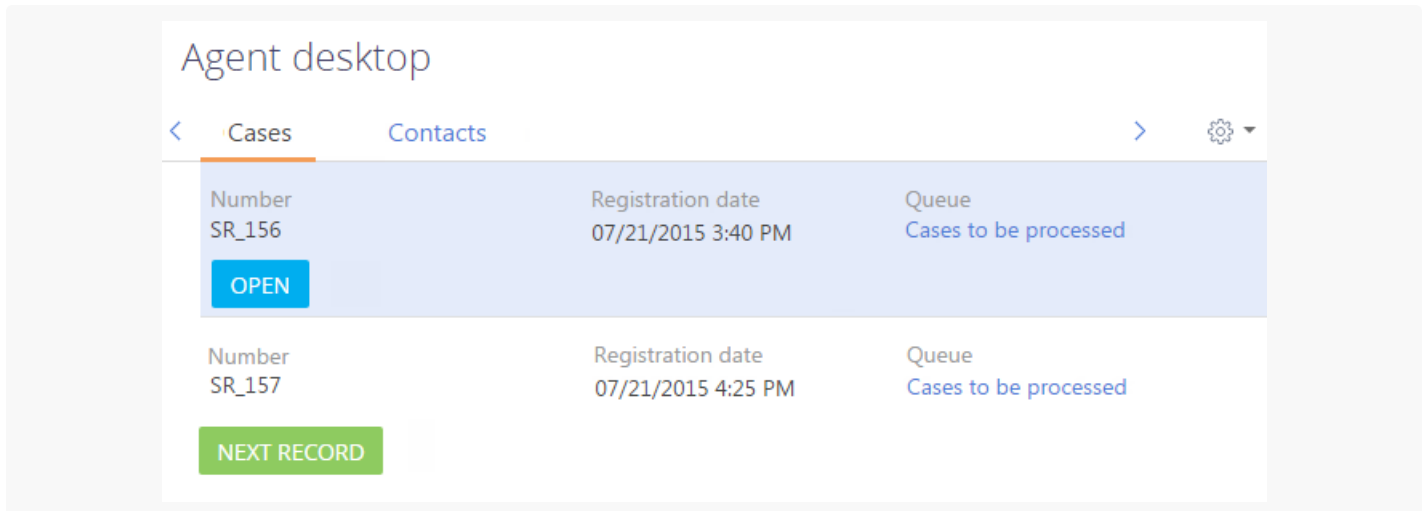 Agent desktop
Cases Contacts
Number Registration date Queue
SR_156 07/21/2015 3:40 PM Cases to be processed
OPEN
Number Registration date Queue
SR_157 07/21/2015 4:25 PM Cases to be processed
NEXT RECORD